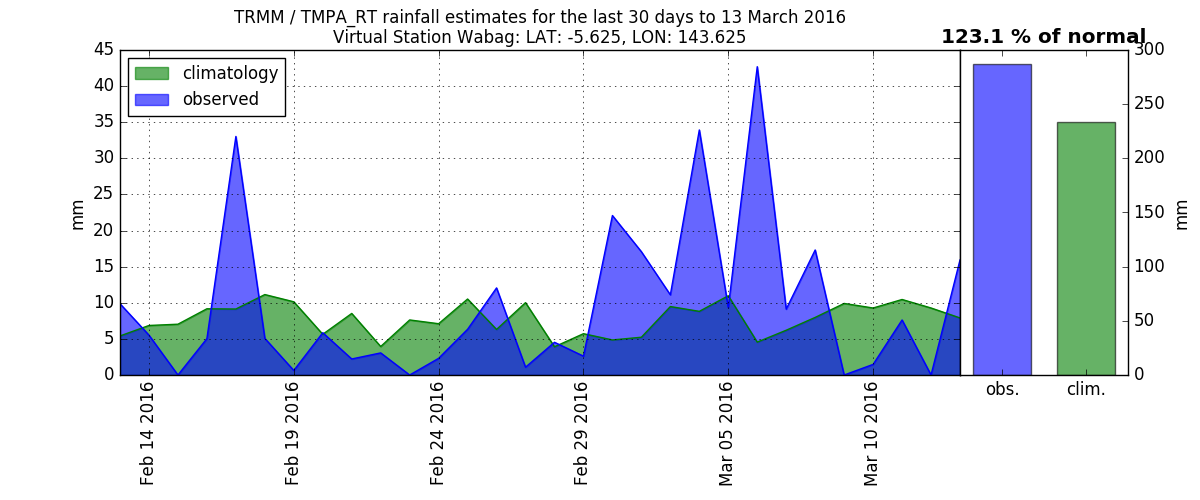 TRMM / TMPA_RT rainfall estimates for the last 30 days to 13 March 2016
Virtual Station Wabag: LAT: -5.625, LON: 143.625
123.1 % of normal
climatology
observed
mm
45
40
35
30
25
20
15
10
5
0
Feb 14 2016
Feb 19 2016
Feb 24 2016
Feb 29 2016
Mar 05 2016
Mar 10 2016
300
250
200
150
100
50
0
mm
obs.
clim.